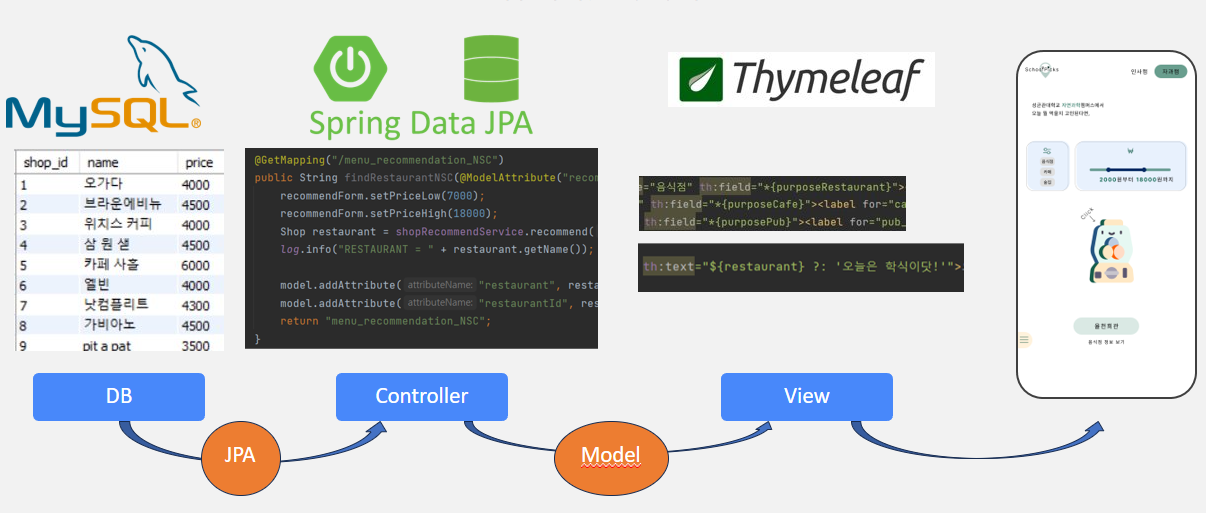 MySQL®
Spring Data JPA
Thymeleaf
shop_id name price
1 오가다 4000
2 브라운에비뉴 4500
3 위치스 커피 4000
4 삼 원 샘 4500
5 카페 사홀 6000
6 엘빈 4000
7 낫컴플리트 4300
8 가비아노 4500
9 pit a pat 3500
@GetMapping("/menu_recommendation_NSC")
public String findRestaurantNSC(@ModelAttribute("reco
recommendForm.setPriceLow(7000);
recommendForm.setPriceHigh(18000);
Shop restaurant = shopRecommendService.recommend(
log.info("RESTAURANT = " + restaurant.getName());
model.addAttribute( attributeName: "restaurant", resta
model.addAttribute( attributeName: "restaurantId", res
return "menu_recommendation_NSC";
}
="음식점" th:field="*{purposeRestaurant}">
" th:field="*{purposeCafe}"><label for="ca
th:field="*{purposePub}"><label for="pub_
th:text="${restaurant} ?: '오늘은 학식이닷!'">
인사캠 자과캠
성균관대학교 자연과학캠퍼스에서
오늘 뭘 먹을지 고민된다면,
음식점
카페
술집
2000원부터 18000원까지
Click
음식점 정보 보기
DB
Controller
View
JPA
Model